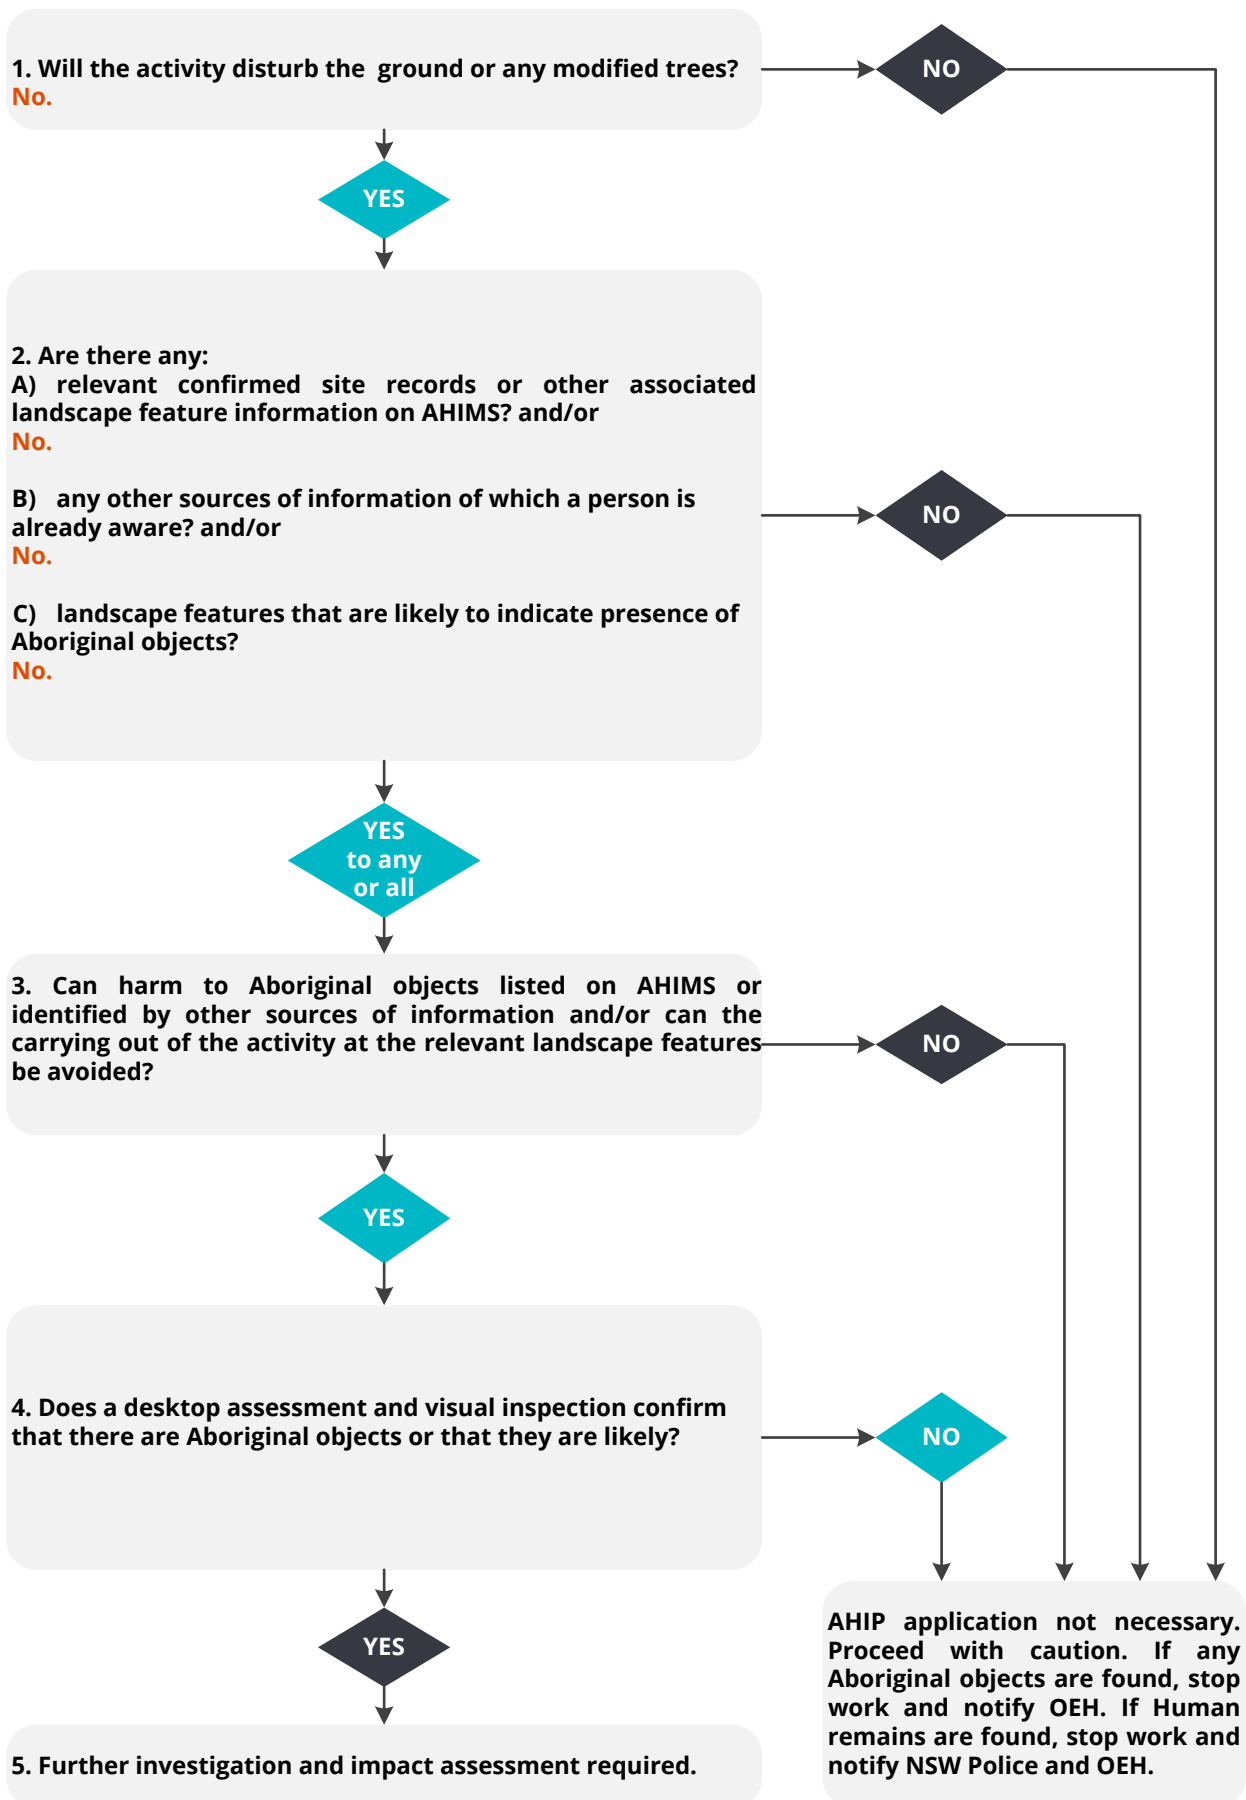 1. Will the activity disturb the ground or any modified trees?
No.
NO
YES
2. Are there any:
A) relevant confirmed site records or other associated
landscape feature information on AHIMS? and/or
No.
B) any other sources of information of which a person is
already aware? and/or
No.
C) landscape features that are likely to indicate presence of
Aboriginal objects?
No.
NO
YES
to any
or all
3. Can harm to Aboriginal objects listed on AHIMS or
identified by other sources of information and/or can the
carrying out of the activity at the relevant landscape features
be avoided?
NO
YES
4. Does a desktop assessment and visual inspection confirm
that there are Aboriginal objects or that they are likely?
NO
YES
5. Further investigation and impact assessment required.
AHIP application not necessary.
Proceed with caution. If any
Aboriginal objects are found, stop
work and notify OEH. If Human
remains are found, stop work and
notify NSW Police and OEH.